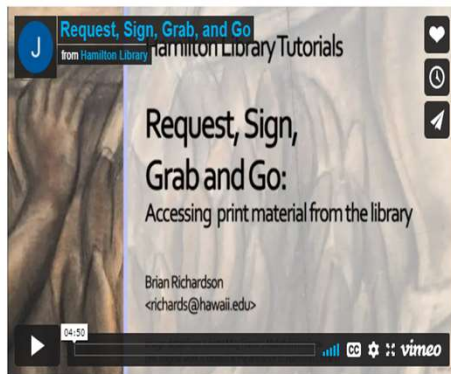 J
Request, Sign, Grab, and Go
from Hamilton Library
Hamilton Library Tutorials
Request, Sign,
Grab and Go:
Accessing print material from the library
Brian Richardson
<richards@hawaii.edu>
04:50
CC
vimeo